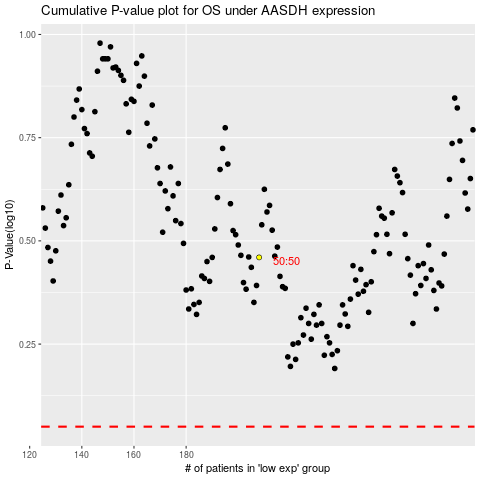 Cumulative P-value plot for OS under AASDH expression
P-Value(log10)
1.00
0.75
0.50
0.25
50:50
120 140 160 180
# of patients in 'low exp' group